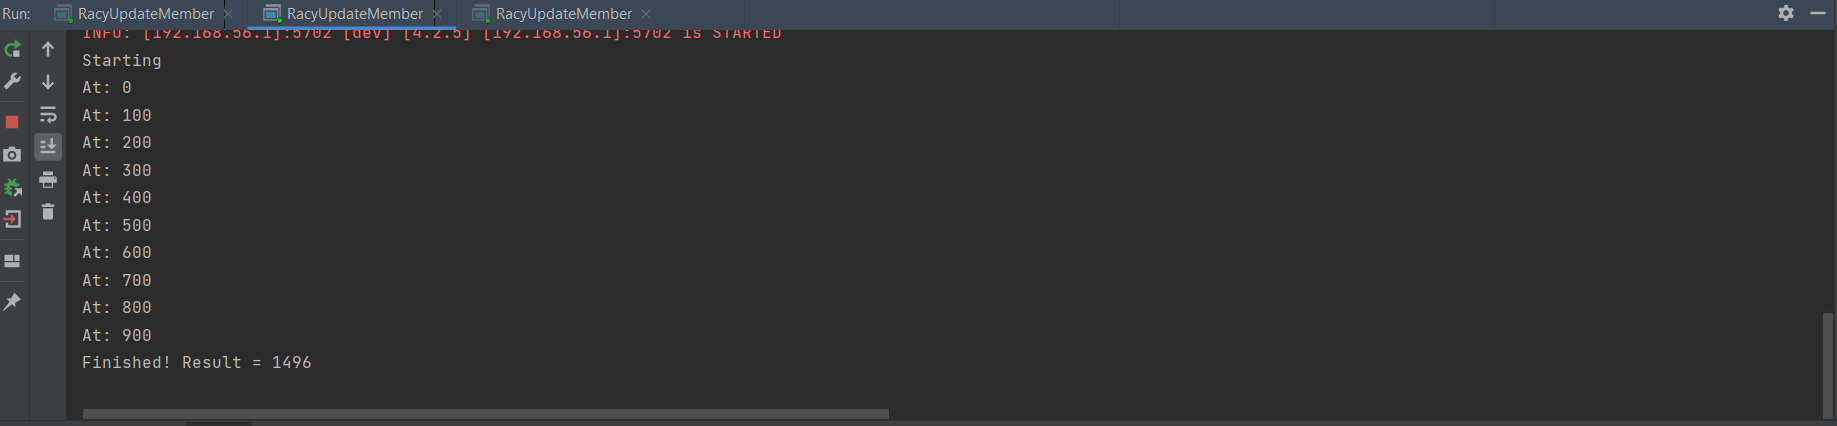 Run: RacyUpdateMember RacyUpdateMember RacyUpdateMember
INFO: [192.168.56.1]:5702 [dev] [4.2.5] [192.168.56.1]:5702 is STARTED
Starting
At: 0
At: 100
At: 200
At: 300
At: 400
At: 500
At: 600
At: 700
At: 800
At: 900
Finished! Result = 1496